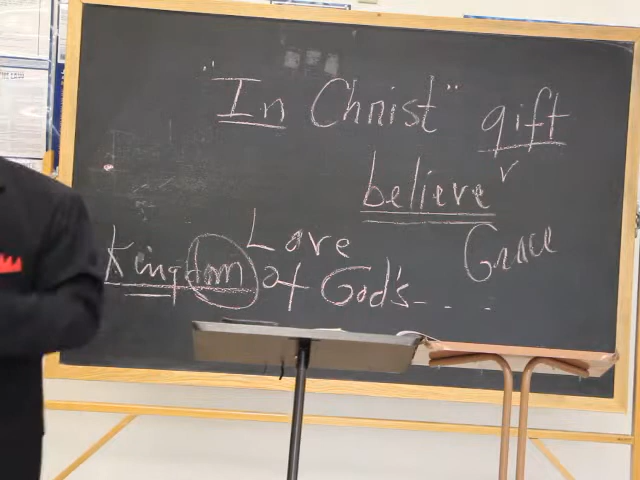 "In Christ" gift
believe
Love
Grace
Kingdom of God's - - -